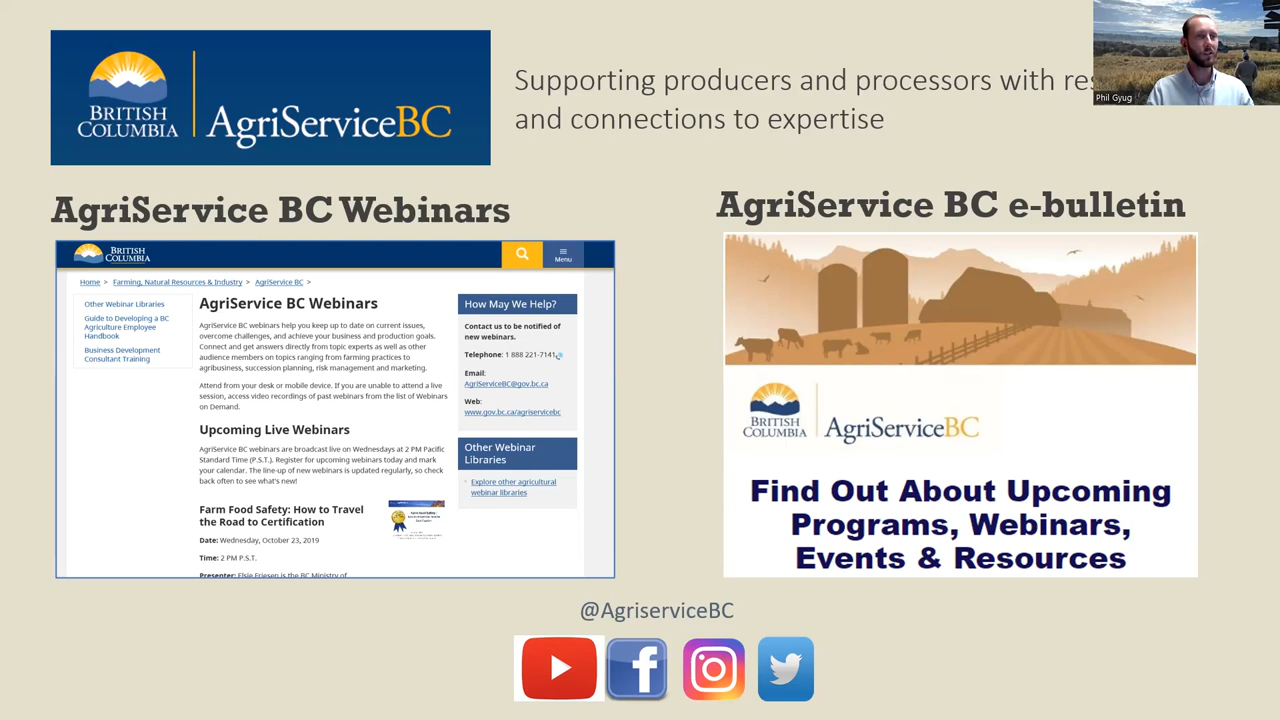 BRITISH
COLUMBIA
AgriServiceBC
Supporting producers and processors with res
and connections to expertise
Phil Gyug
AgriService BC Webinars
BRITISH
COLUMBIA
Menu
Home > Farming, Natural Resources & Industry > AgriService BC >
Other Webinar Libraries
Guide to Developing a BC
Agriculture Employee
Handbook
Business Development
Consultant Training
AgriService BC Webinars
AgriService BC webinars help you keep up to date on current issues,
overcome challenges, and achieve your business and production goals.
Connect and get answers directly from topic experts as well as other
audience members on topics ranging from farming practices to
agribusiness, succession planning, risk management and marketing.
Attend from your desk or mobile device. If you are unable to attend a live
session, access video recordings of past webinars from the list of Webinars
on Demand.
Upcoming Live Webinars
AgriService BC webinars are broadcast live on Wednesdays at 2 PM Pacific
Standard Time (P.S.T.). Register for upcoming webinars today and mark
your calendar. The line-up of new webinars is updated regularly, so check
back often to see what's new!
Farm Food Safety: How to Travel
the Road to Certification
Date: Wednesday, October 23, 2019
Time: 2 PM P.S.T.
Presenter: Elsie Friesen is the BC Ministry of
How May We Help?
Contact us to be notified of
new webinars.
Telephone: 1 888 221-7141
Email:
AgriServiceBC@gov.bc.ca
Web:
www.gov.bc.ca/agriservicebc
Other Webinar
Libraries
Explore other agricultural
webinar libraries
AgriService BC e-bulletin
BRITISH
COLUMBIA
AgriServiceBC
Find Out About Upcoming
Programs, Webinars,
Events & Resources
@AgriserviceBC